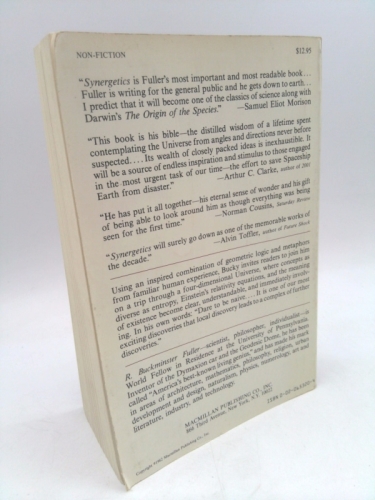 NON-FICTION
$12.95
“Synergetics is Fuller's most important and most readable book...
Fuller is writing for the general public and he gets down to earth...
I predict that it will become one of the classics of science along with
Darwin's The Origin of the Species.” —Samuel Eliot Morison
“This book is his bible—the distilled wisdom of a lifetime spent
contemplating the Universe from angles and directions never before
suspected.... Its wealth of closely packed ideas is inexhaustible. It
will be a source of endless inspiration and stimulus to those engaged
in the most urgent task of our time—the effort to save Spaceship
Earth from disaster.” —Arthur C. Clarke, author of 2001
“He has put it all together—his eternal sense of wonder and his gift
of being able to look around him as though everything was being
seen for the first time.” —Norman Cousins, Saturday Review
“Synergetics will surely go down as one of the memorable works of
the decade.” —Alvin Toffler, author of Future Shock
Using an inspired combination of geometric logic and metaphors
from familiar human experience, Bucky invites readers to join him
on a trip through a four-dimensional Universe, where concepts as
diverse as entropy, Einstein's relativity equations, and the meaning
of existence become clear, understandable, and immediately involv-
ing. In his own words: “Dare to be naive.... It is one of our most
exciting discoveries that local discovery leads to a complex of further
discoveries.”
R. Buckminster Fuller—scientist, philosopher, individualist—is
World Fellow in Residence at the University of Pennsylvania.
Inventor of the Dymaxion car and the Geodesic Dome, he has been
called “America's best-known living genius,” and has made his mark
in areas of architecture, mathematics, philosophy, religion, urban
development and design, naturalism, physics, numerology, art and
literature, industry, and technology.
MACMILLAN PUBLISHING CO., INC.
866 Third Avenue, New York, N.Y. 10022
Copyright Macmillan Publishing Co., Inc.
ISBN 0-02-